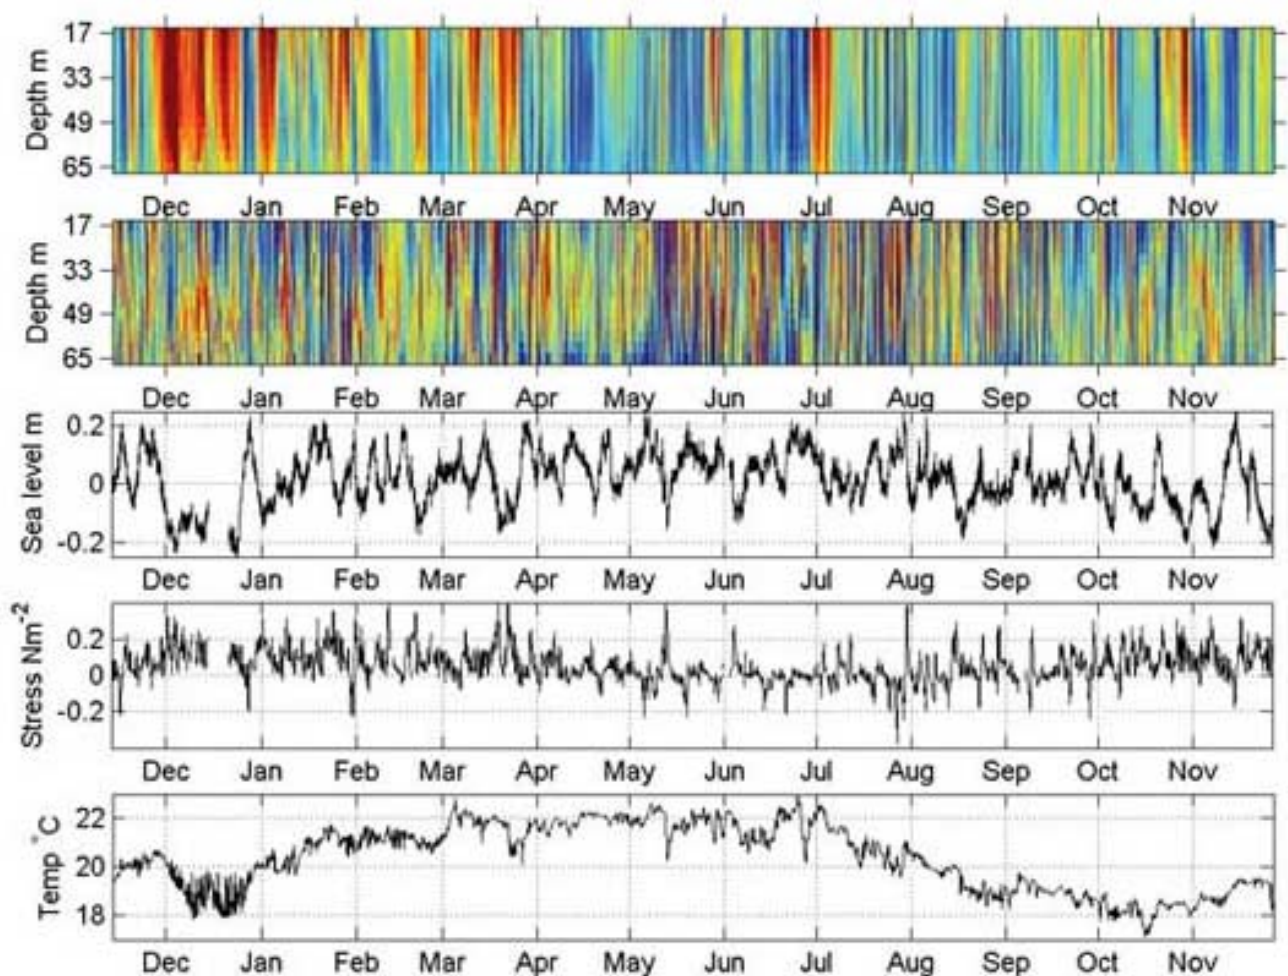 Depth m
17
33
49
65
Dec Jan Feb Mar Apr May Jun Jul Aug Sep Oct Nov
Depth m
17
33
49
65
Dec Jan Feb Mar Apr May Jun Jul Aug Sep Oct Nov
Sea level m
0.2
0
-0.2
Dec Jan Feb Mar Apr May Jun Jul Aug Sep Oct Nov
Stress Nm⁻²
0.2
0
-0.2
Dec Jan Feb Mar Apr May Jun Jul Aug Sep Oct Nov
Temp °C
22
20
18
Dec Jan Feb Mar Apr May Jun Jul Aug Sep Oct Nov